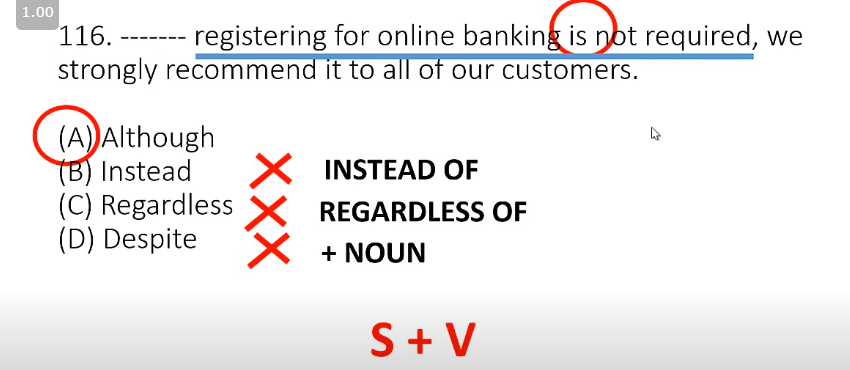 1.00
116. ------- registering for online banking is not required, we
strongly recommend it to all of our customers.
(A) Although
(B) Instead
INSTEAD OF
(C) Regardless
REGARDLESS OF
(D) Despite
+ NOUN
S + V